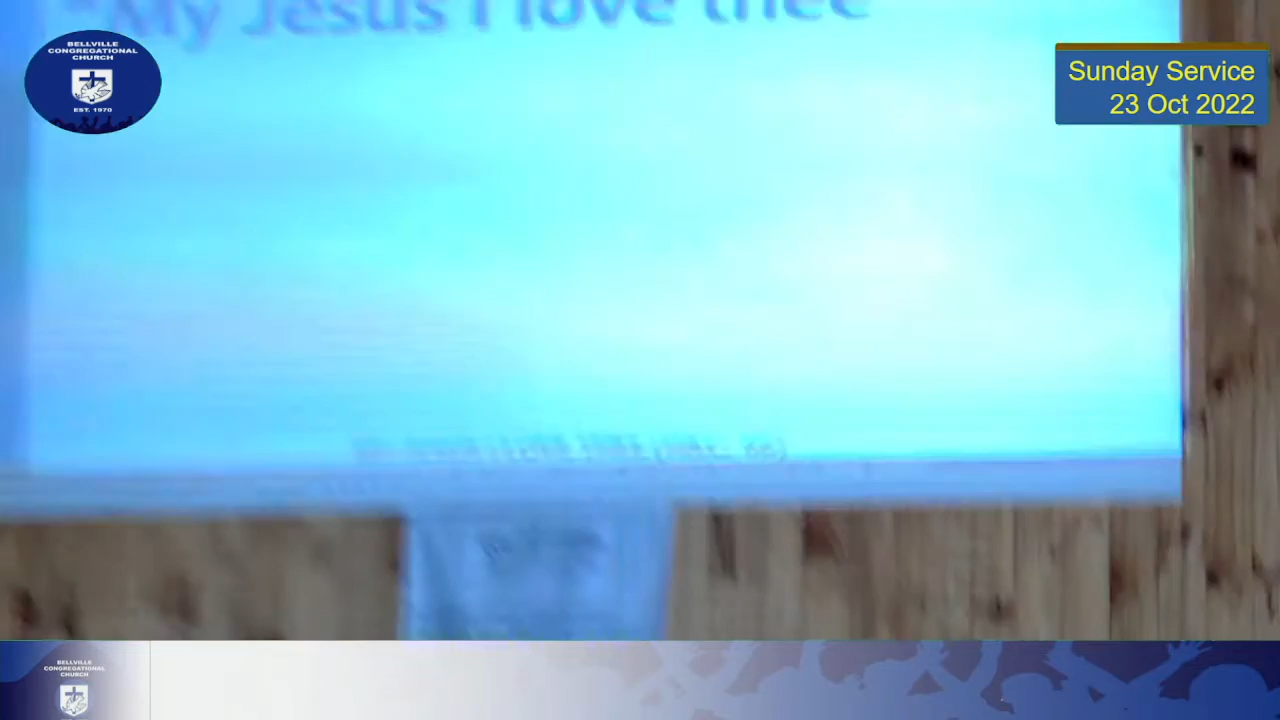 "My Jesus I love thee
BELLVILLE
CONGREGATIONAL
CHURCH
EST. 1970
Sunday Service
23 Oct 2022
BELLVILLE
CONGREGATIONAL
CHURCH